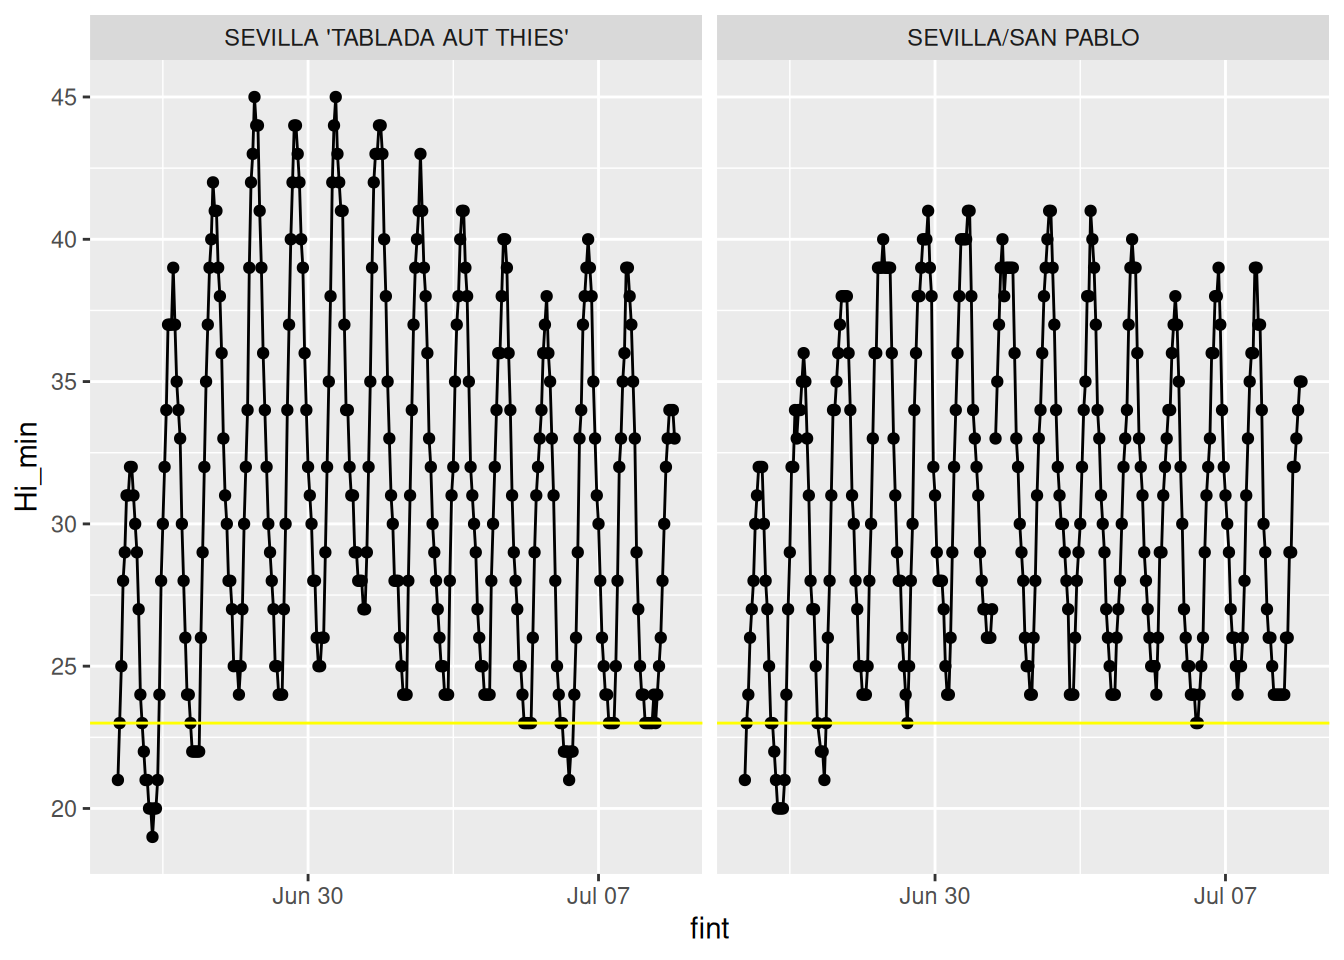 SEVILLA 'TABLADA AUT THIES'
SEVILLA/SAN PABLO
45
40
35
30
25
20
Hi_min
Jun 30
Jul 07
Jun 30
Jul 07
fint